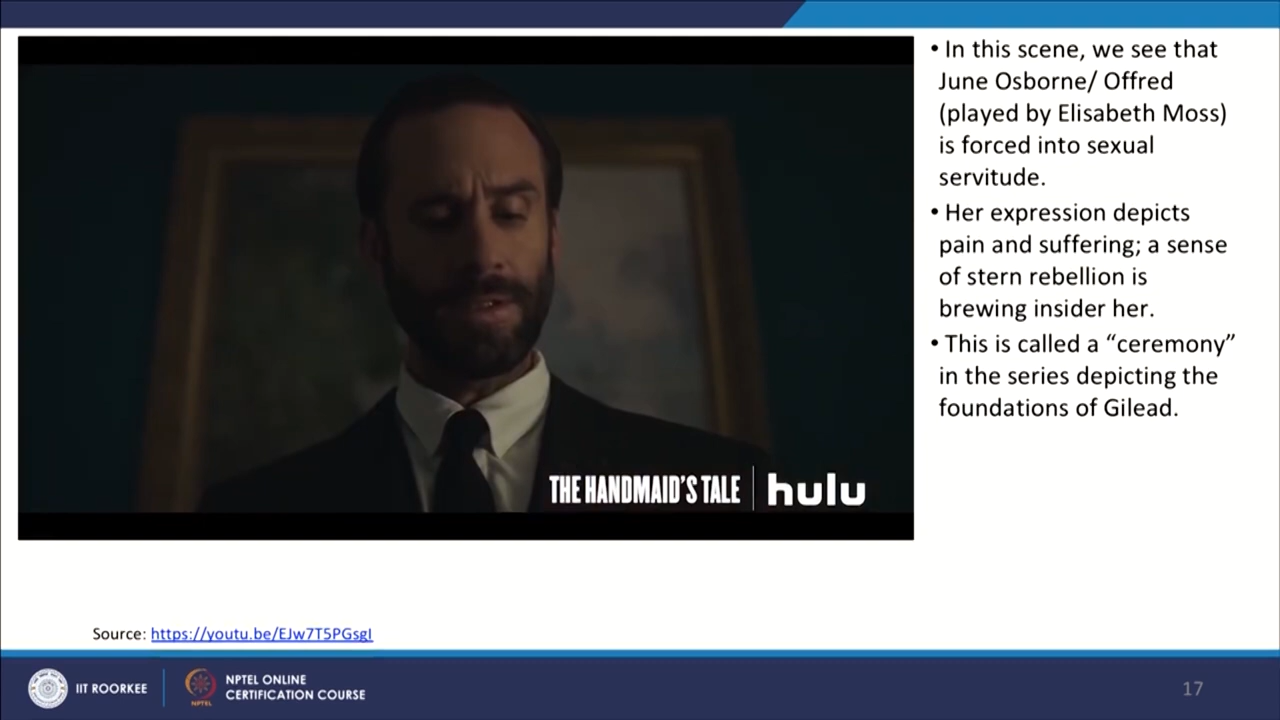 • In this scene, we see that
June Osborne/ Offred
(played by Elisabeth Moss)
is forced into sexual
servitude.
• Her expression depicts
pain and suffering; a sense
of stern rebellion is
brewing insider her.
• This is called a “ceremony”
in the series depicting the
foundations of Gilead.
THE HANDMAID'S TALE | hulu
Source: https://youtu.be/EJw7T5PGsgI
IIT ROORKEE
NPTEL
NPTEL ONLINE
CERTIFICATION COURSE
17